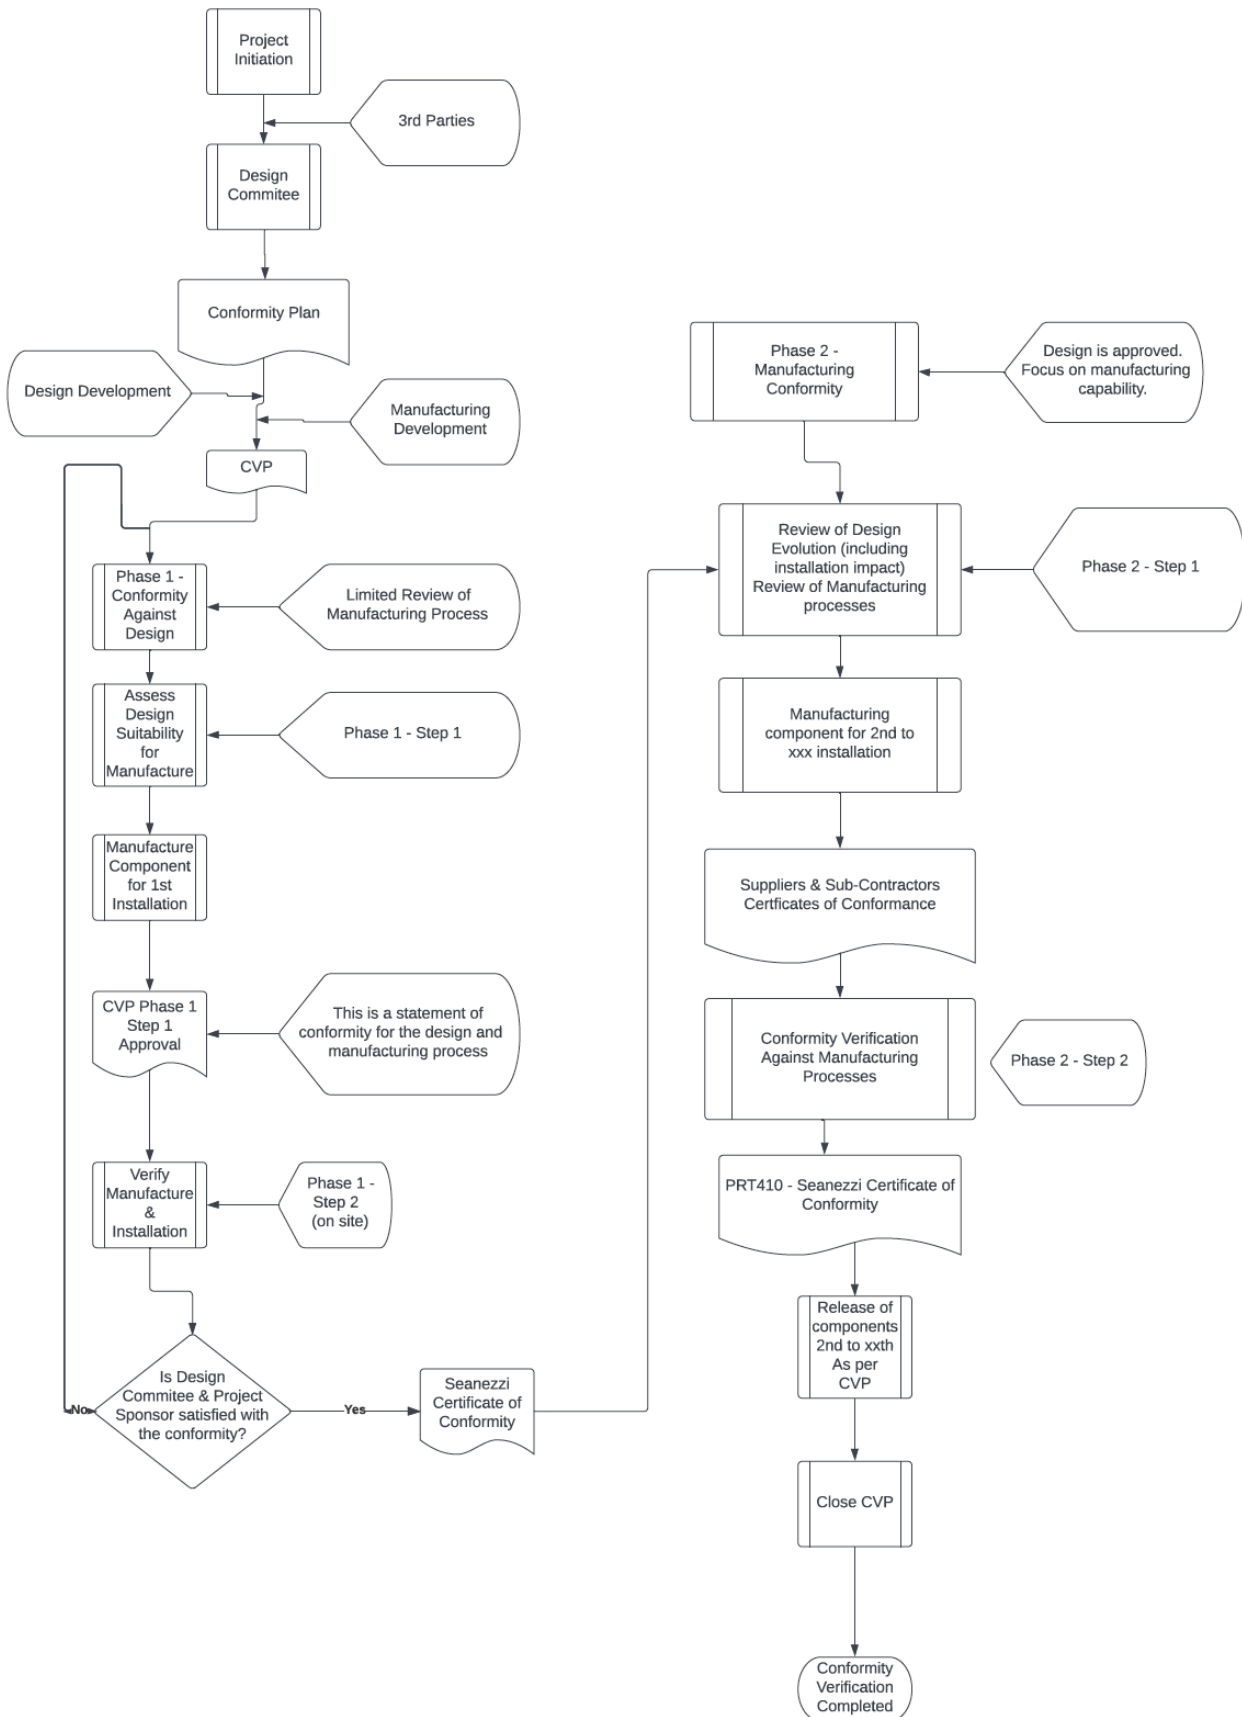 Project
Initiation
3rd Parties
Design
Commitee
Conformity Plan
Design Development
Manufacturing
Development
CVP
Phase 1 -
Conformity
Against
Design
Limited Review of
Manufacturing Process
Assess
Design
Suitability
for
Manufacture
Phase 1 - Step 1
Manufacture
Component
for 1st
Installation
CVP Phase 1
Step 1
Approval
This is a statement of
conformity for the design and
manufacturing process
Verify
Manufacture
&
Installation
Phase 1 -
Step 2
(on site)
Is Design
Commitee & Project
Sponsor satisfied with
the conformity?
No
Yes
Seanezzi
Certificate of
Conformity
Phase 2 -
Manufacturing
Conformity
Design is approved.
Focus on manufacturing
capability.
Review of Design
Evolution (including
installation impact)
Review of Manufacturing
processes
Phase 2 - Step 1
Manufacturing
component for 2nd to
xxx installation
Suppliers & Sub-Contractors
Certficates of Conformance
Conformity Verification
Against Manufacturing
Processes
Phase 2 - Step 2
PRT410 - Seanezzi Certificate of
Conformity
Release of
components
2nd to xxth
As per
CVP
Close CVP
Conformity
Verification
Completed